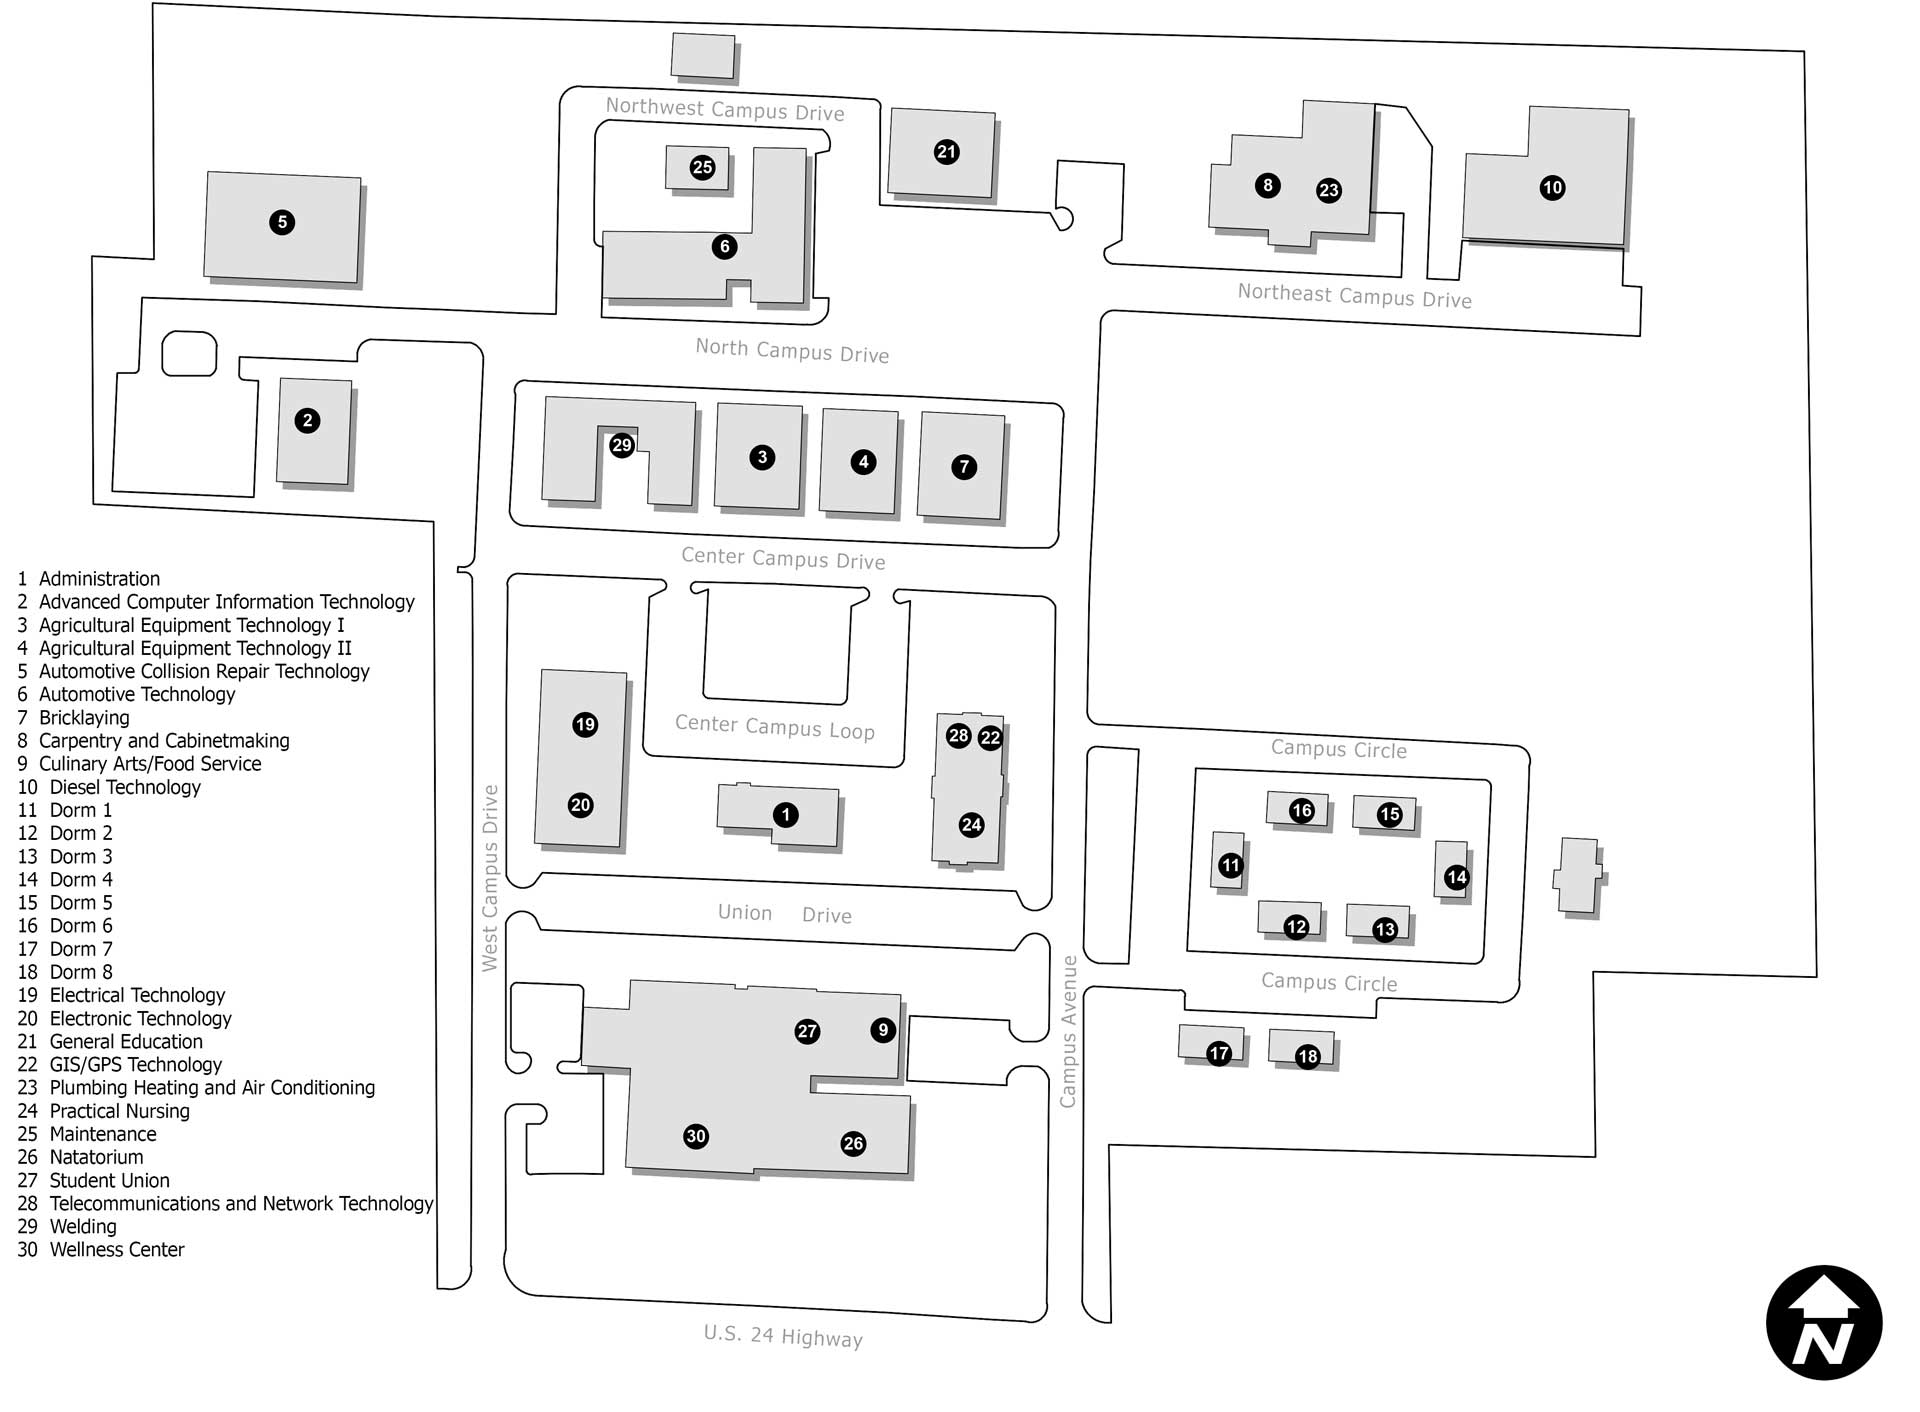 Northwest Campus Drive
21
25
8
23
10
5
6
Northeast Campus Drive
North Campus Drive
2
29
3
4
7
Center Campus Drive
1 Administration
2 Advanced Computer Information Technology
3 Agricultural Equipment Technology I
4 Agricultural Equipment Technology II
5 Automotive Collision Repair Technology
6 Automotive Technology
7 Bricklaying
8 Carpentry and Cabinetmaking
9 Culinary Arts/Food Service
10 Diesel Technology
11 Dorm 1
12 Dorm 2
13 Dorm 3
14 Dorm 4
15 Dorm 5
16 Dorm 6
17 Dorm 7
18 Dorm 8
19 Electrical Technology
20 Electronic Technology
21 General Education
22 GIS/GPS Technology
23 Plumbing Heating and Air Conditioning
24 Practical Nursing
25 Maintenance
26 Natatorium
27 Student Union
28 Telecommunications and Network Technology
29 Welding
30 Wellness Center
19
28
22
Center Campus Loop
Campus Circle
20
1
24
16
15
11
14
12
13
West Campus Drive
Union Drive
Campus Circle
Campus Avenue
27
9
17
18
30
26
U.S. 24 Highway
N